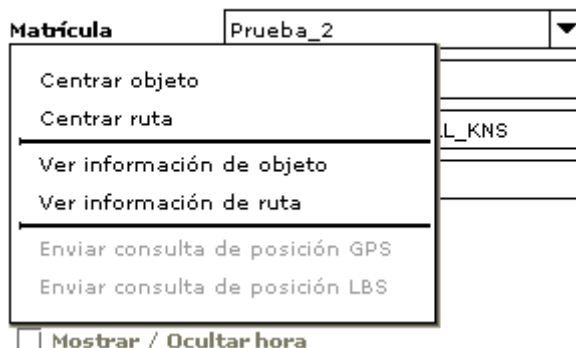 Matrícula
Prueba_2
Centrar objeto
Centrar ruta
L_KNS
Ver información de objeto
Ver información de ruta
Enviar consulta de posición GPS
Enviar consulta de posición LBS
Mostrar / Ocultar hora